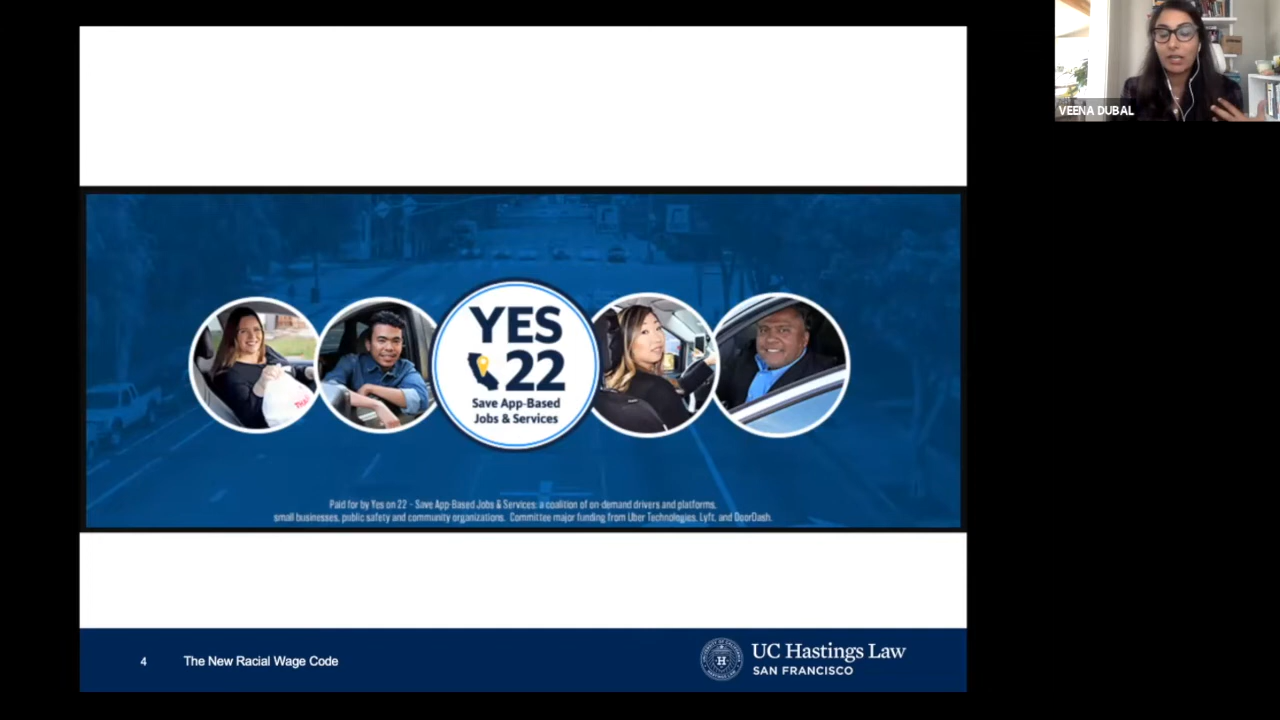 VEENA DUBAL
YES
22
Save App-Based
Jobs & Services
Paid for by Yes on 22 - Save App-Based Jobs & Services: a coalition of on-demand drivers and platforms,
small businesses, public safety and community organizations. Committee major funding from Uber Technologies, Lyft, and DoorDash.
4
The New Racial Wage Code
H
UC Hastings Law
SAN FRANCISCO